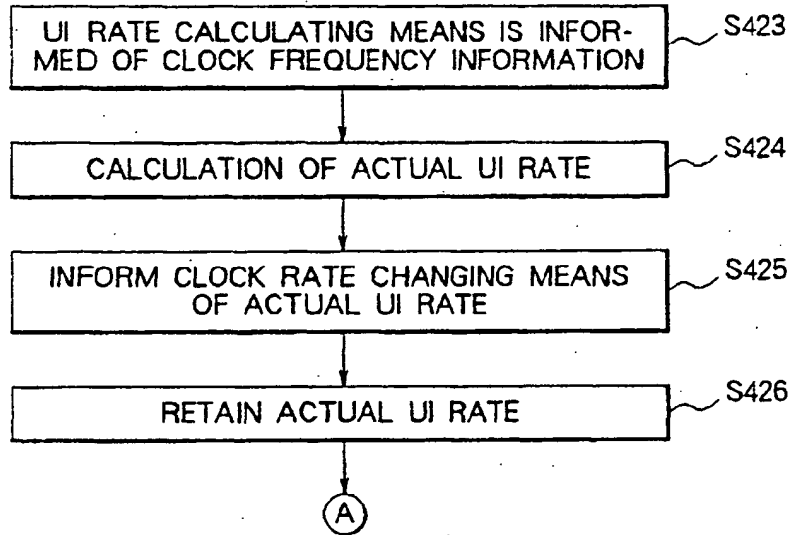 UI RATE CALCULATING MEANS IS INFOR-
MED OF CLOCK FREQUENCY INFORMATION
S423
CALCULATION OF ACTUAL UI RATE
S424
INFORM CLOCK RATE CHANGING MEANS
OF ACTUAL UI RATE
S425
RETAIN ACTUAL UI RATE
S426
A